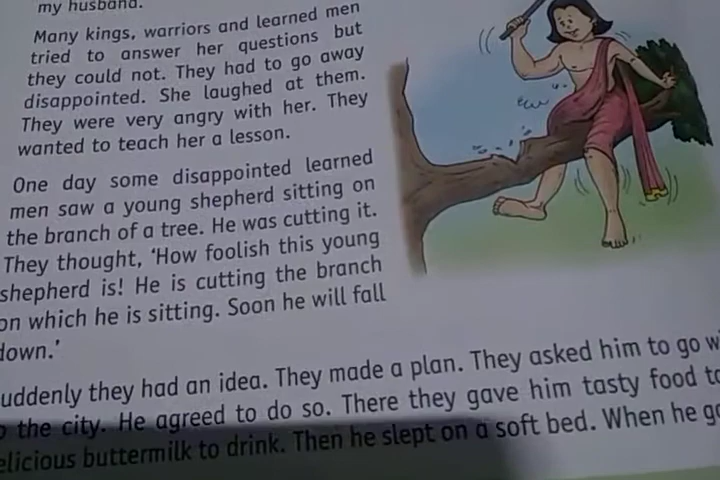 my husband.
Many kings, warriors and learned men
tried to answer her questions but
they could not. They had to go away
disappointed. She laughed at them.
They were very angry with her. They
wanted to teach her a lesson.
One day some disappointed learned
men saw a young shepherd sitting on
the branch of a tree. He was cutting it.
They thought, ‘How foolish this young
shepherd is! He is cutting the branch
on which he is sitting. Soon he will fall
down.’
uddenly they had an idea. They made a plan. They asked him to go w
o the city. He agreed to do so. There they gave him tasty food to
elicious buttermilk to drink. Then he slept on a soft bed. When he go